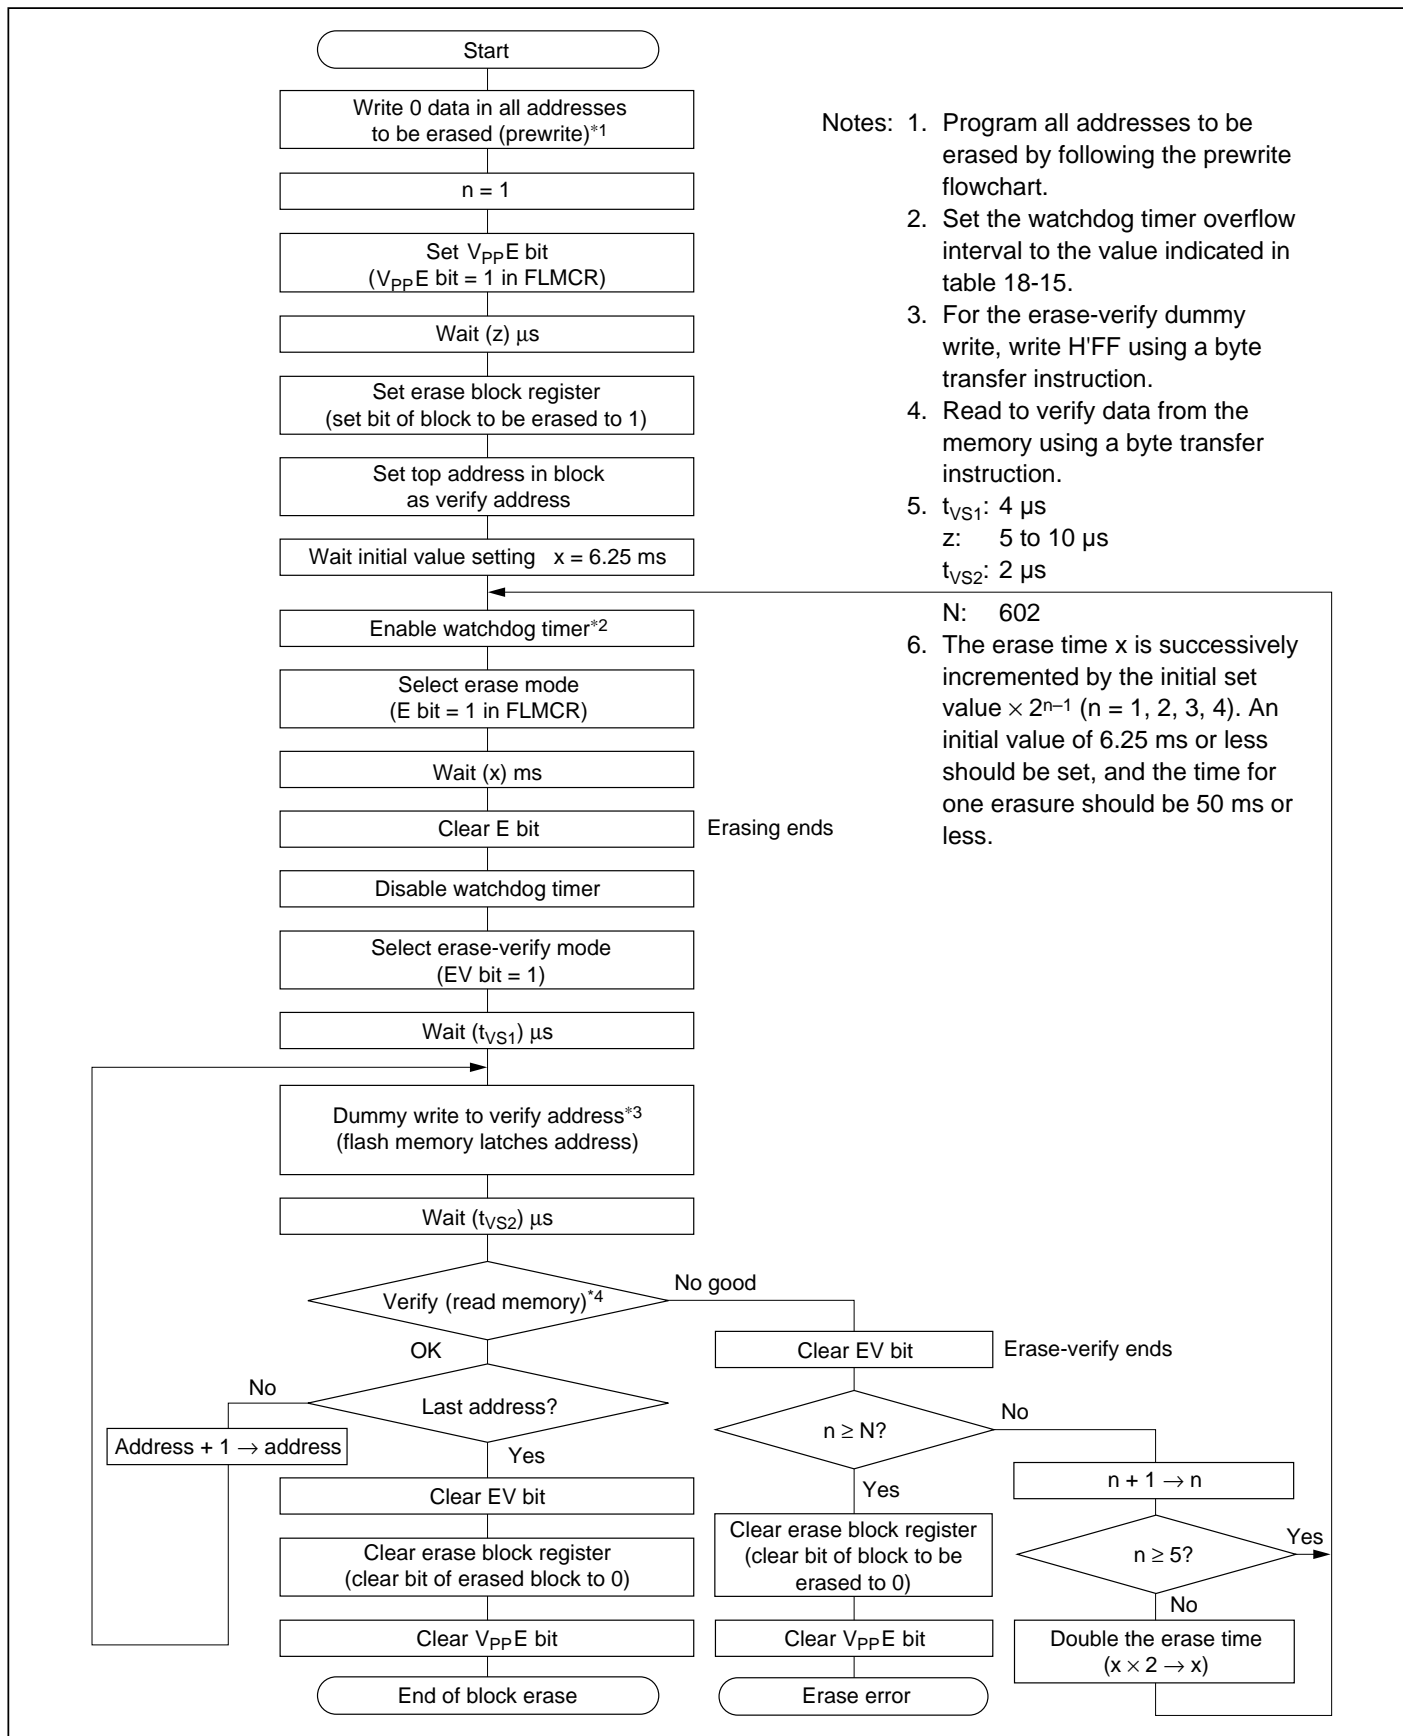 Start
Write 0 data in all addresses
to be erased (prewrite)*1
n = 1
Set VPPE bit
(VPPE bit = 1 in FLMCR)
Wait (z) μs
Set erase block register
(set bit of block to be erased to 1)
Set top address in block
as verify address
Wait initial value setting x = 6.25 ms
Enable watchdog timer*2
Select erase mode
(E bit = 1 in FLMCR)
Wait (x) ms
Clear E bit
Erasing ends
Disable watchdog timer
Select erase-verify mode
(EV bit = 1)
Wait (tVS1) μs
Dummy write to verify address*3
(flash memory latches address)
Wait (tVS2) μs
Verify (read memory)*4
No good
OK
Last address?
No
Address + 1 → address
Yes
Clear EV bit
Clear erase block register
(clear bit of erased block to 0)
Clear VPPE bit
End of block erase
Clear EV bit
Erase-verify ends
n ≥ N?
No
Yes
Clear erase block register
(clear bit of block to be
erased to 0)
Clear VPPE bit
Erase error
n + 1 → n
n ≥ 5?
Yes
No
Double the erase time
(x × 2 → x)
Notes: 1. Program all addresses to be
erased by following the prewrite
flowchart.
2. Set the watchdog timer overflow
interval to the value indicated in
table 18-15.
3. For the erase-verify dummy
write, write H'FF using a byte
transfer instruction.
4. Read to verify data from the
memory using a byte transfer
instruction.
5. tVS1: 4 μs
z: 5 to 10 μs
tVS2: 2 μs
N: 602
6. The erase time x is successively
incremented by the initial set
value × 2n–1 (n = 1, 2, 3, 4). An
initial value of 6.25 ms or less
should be set, and the time for
one erasure should be 50 ms or
less.